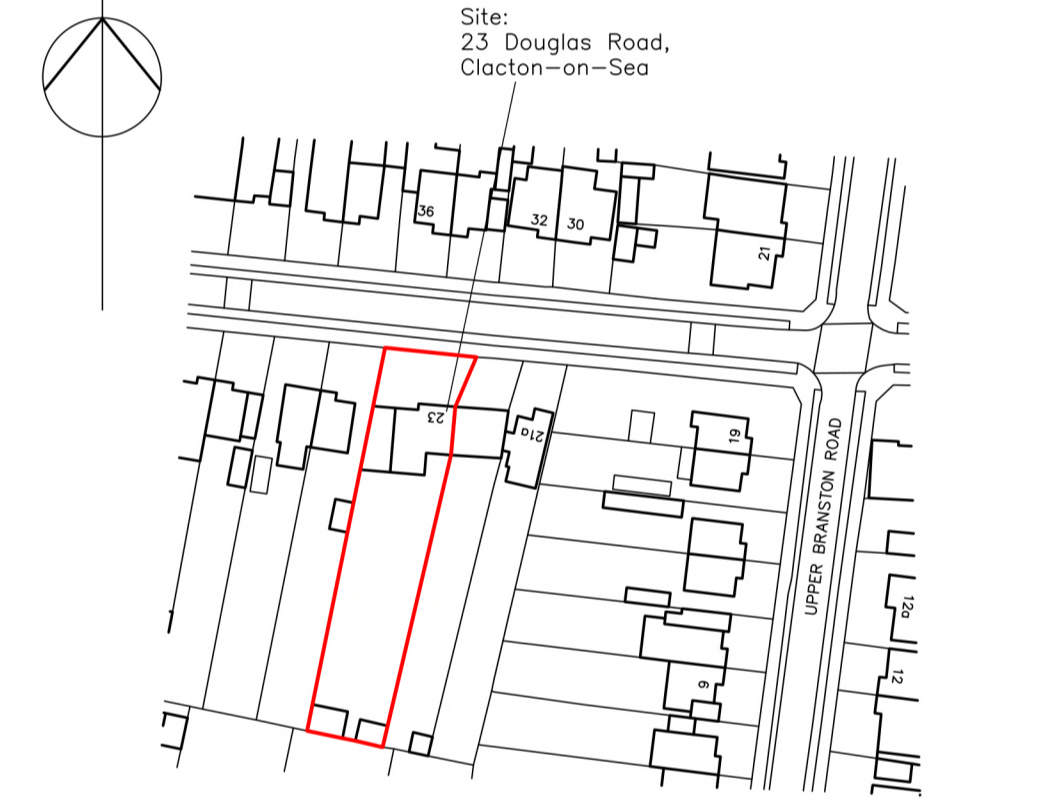 Site:
23 Douglas Road,
Clacton-on-Sea
36
32
30
21
23
21a
19
UPPER BRANSTON ROAD
12a
12
9